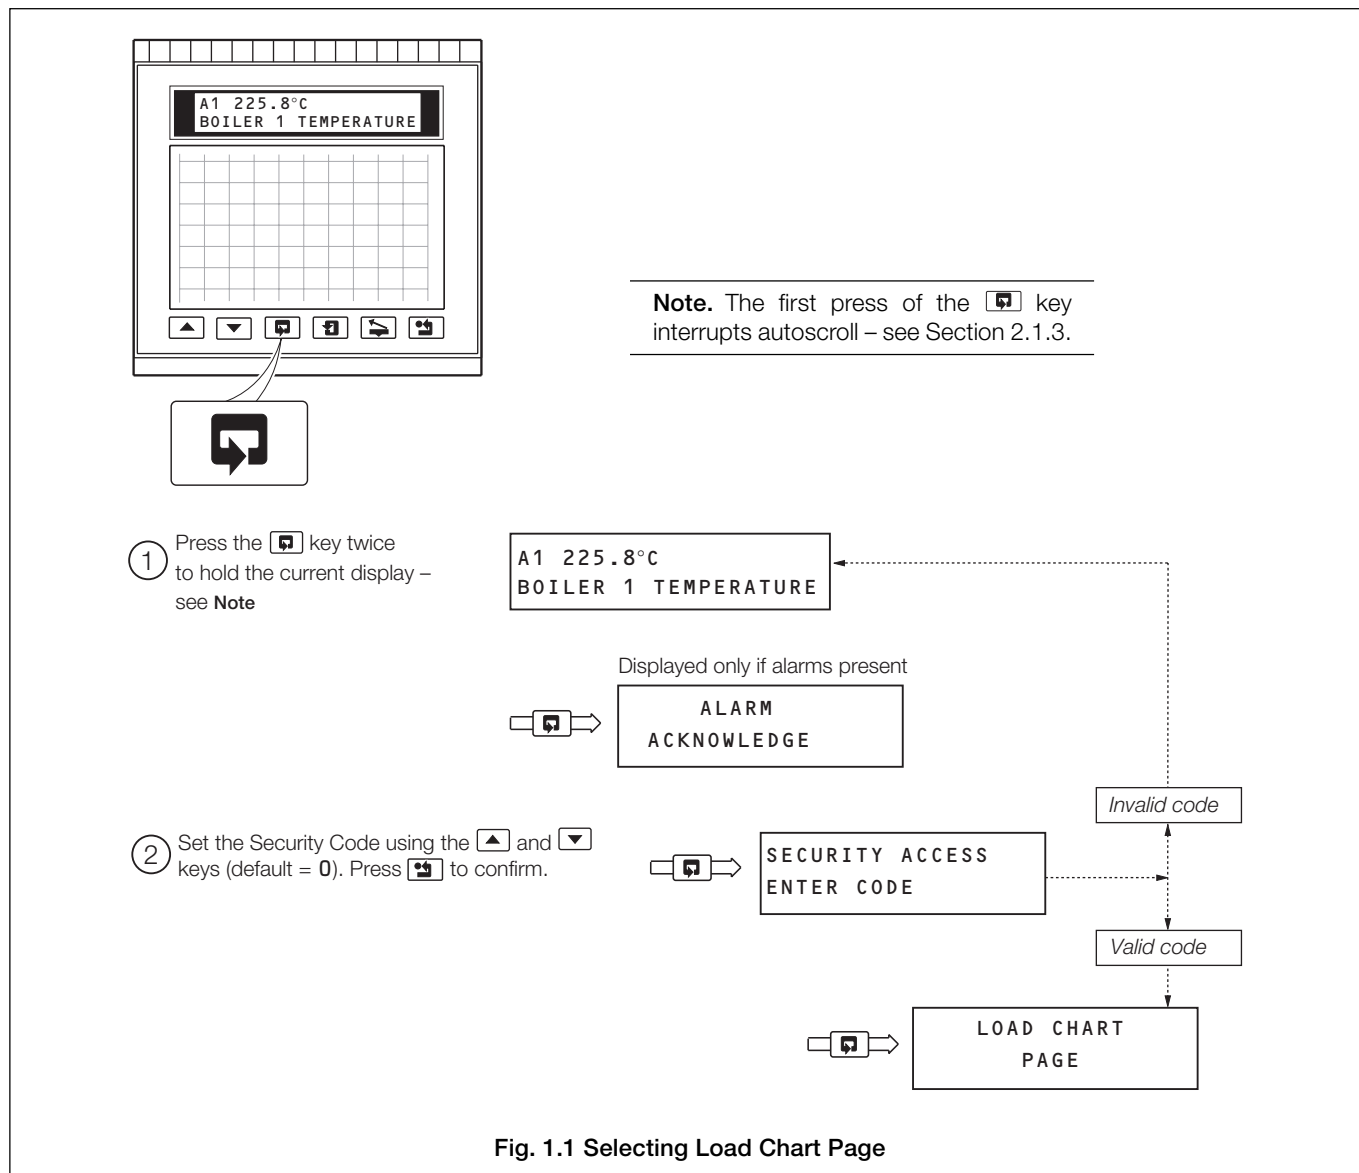 A1 225.8°C
BOILER 1 TEMPERATURE
Note. The first press of the key
interrupts autoscroll – see Section 2.1.3.
1 Press the key twice
to hold the current display –
see Note
A1 225.8°C
BOILER 1 TEMPERATURE
Displayed only if alarms present
ALARM
ACKNOWLEDGE
Invalid code
2 Set the Security Code using the ▲ and ▼
keys (default = 0). Press to confirm.
SECURITY ACCESS
ENTER CODE
Valid code
LOAD CHART
PAGE
Fig. 1.1 Selecting Load Chart Page